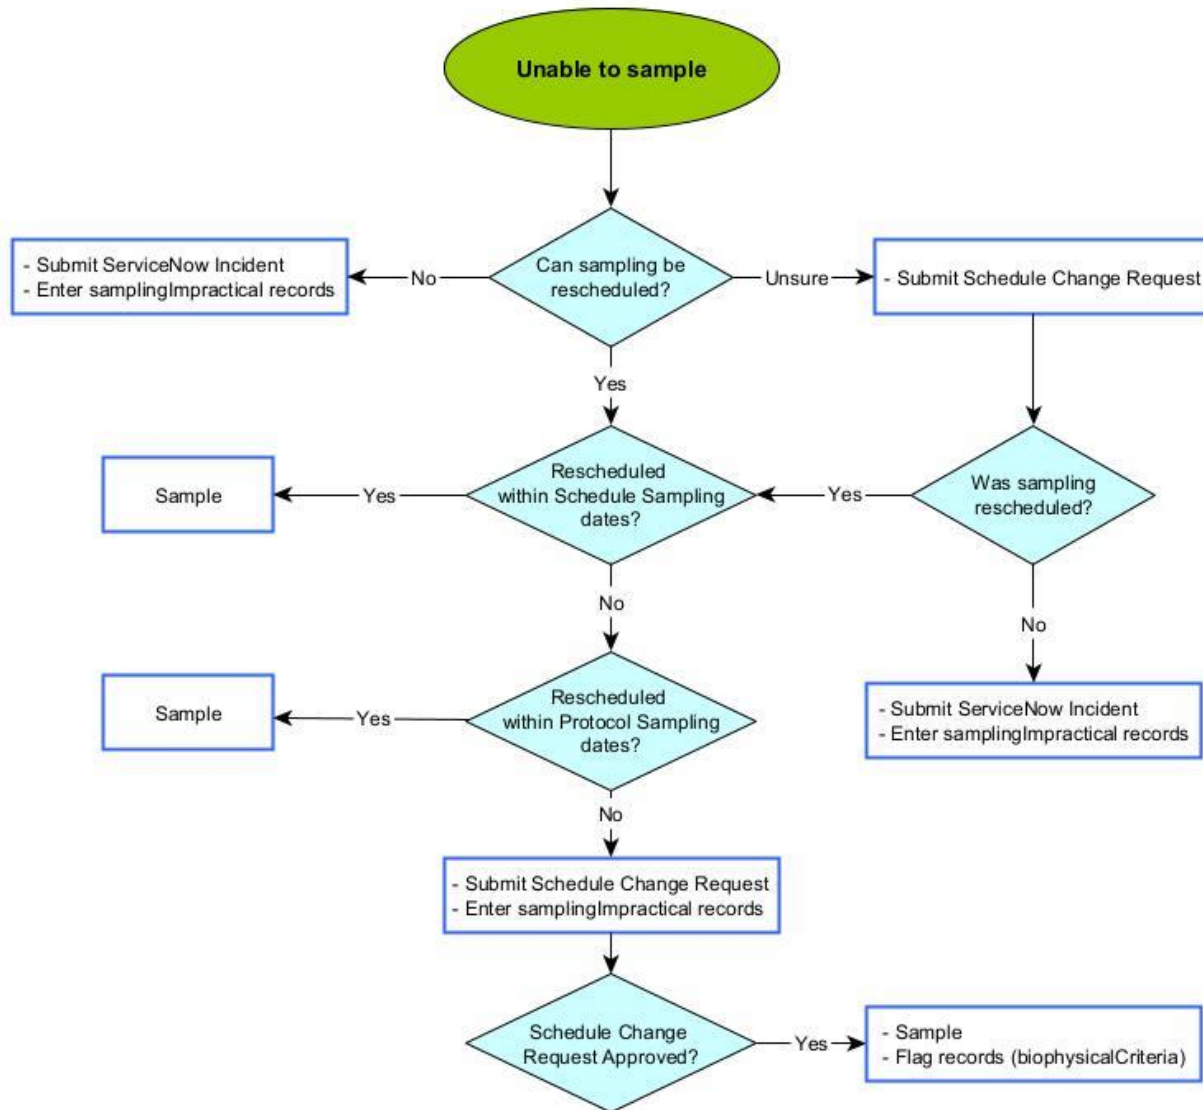 Unable to sample
Can sampling be
rescheduled?
No
- Submit ServiceNow Incident
- Enter samplingImpractical records
Unsure
- Submit Schedule Change Request
Yes
Rescheduled
within Schedule Sampling
dates?
Yes
Sample
Yes
Was sampling
rescheduled?
No
No
- Submit ServiceNow Incident
- Enter samplingImpractical records
Rescheduled
within Protocol Sampling
dates?
Yes
Sample
No
- Submit Schedule Change Request
- Enter samplingImpractical records
Schedule Change
Request Approved?
Yes
- Sample
- Flag records (biophysicalCriteria)